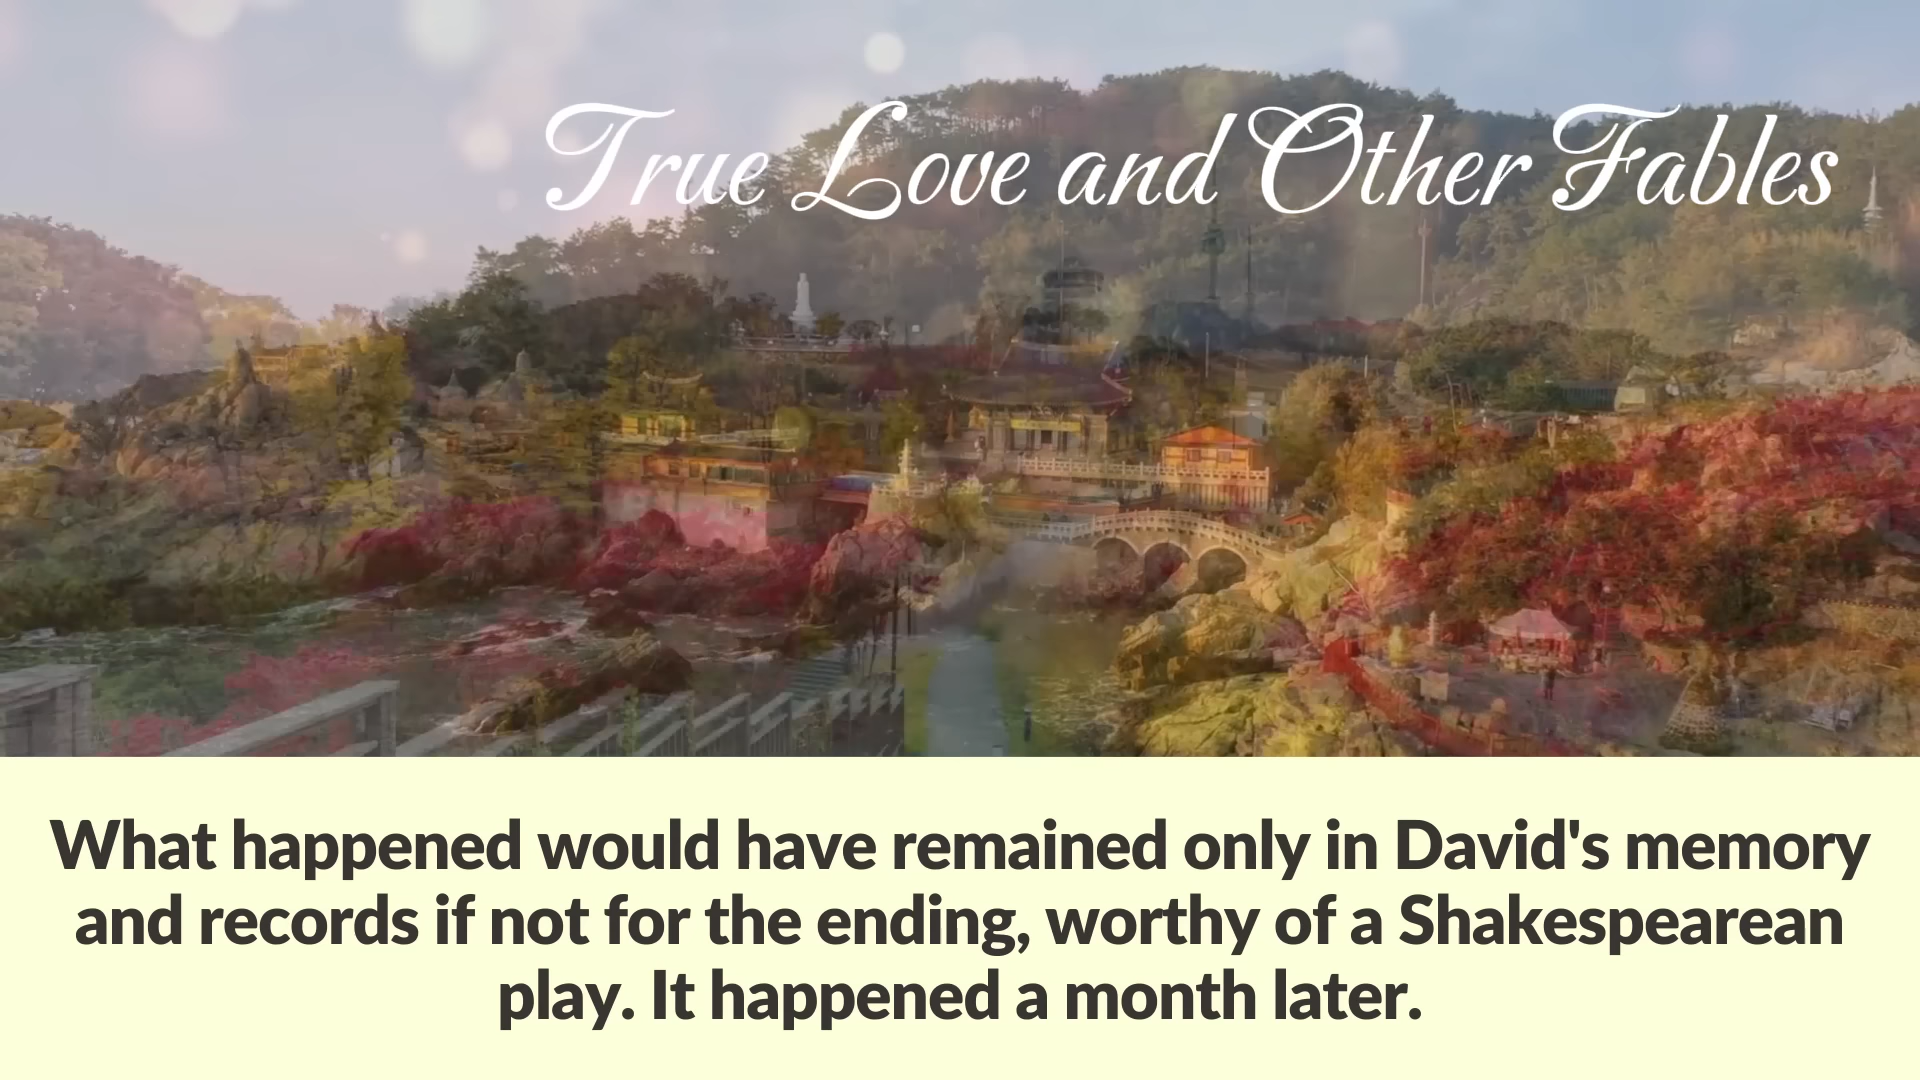 True Love and Other Fables
What happened would have remained only in David's memory
and records if not for the ending, worthy of a Shakespearean
play. It happened a month later.